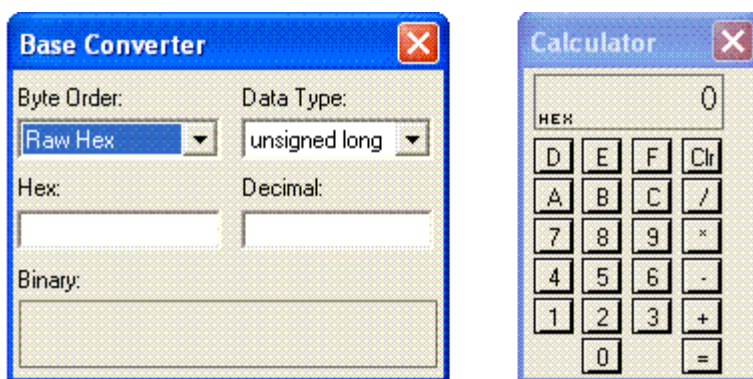 Base Converter
Byte Order: Data Type:
Raw Hex unsigned long
Hex: Decimal:
Binary:
Calculator
0
HEX
D E F Clr
A B C /
7 8 9 *
4 5 6 -
1 2 3 +
0 =